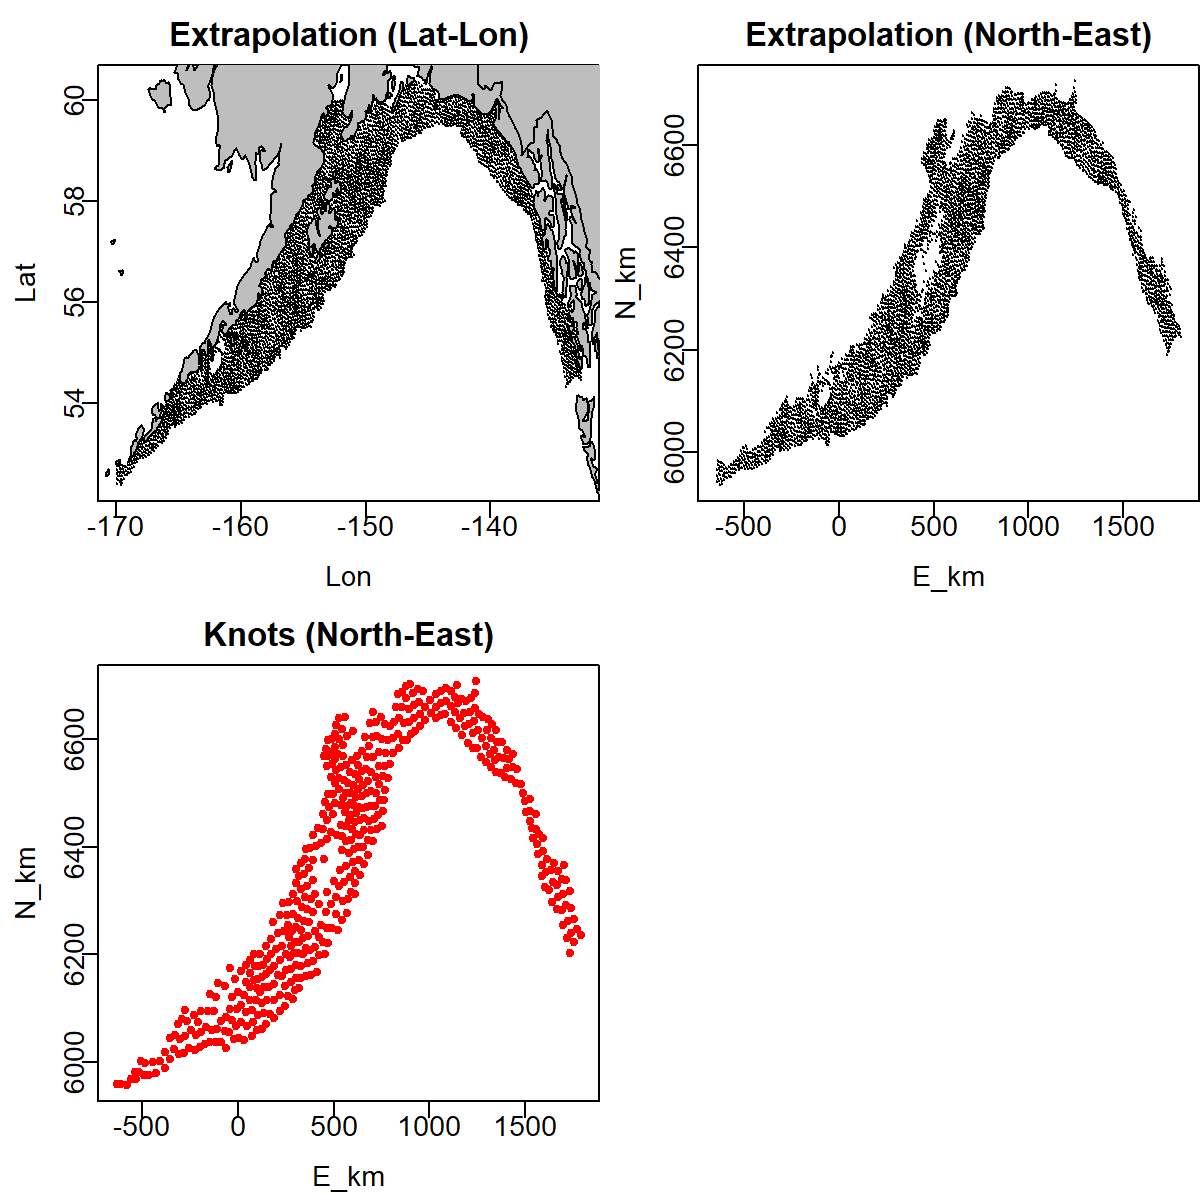 Extrapolation (Lat-Lon)
Lat
60
58
56
54
-170 -160 -150 -140
Lon
Extrapolation (North-East)
N_km
6600
6400
6200
6000
-500 0 500 1000 1500
E_km
Knots (North-East)
N_km
6600
6400
6200
6000
-500 0 500 1000 1500
E_km